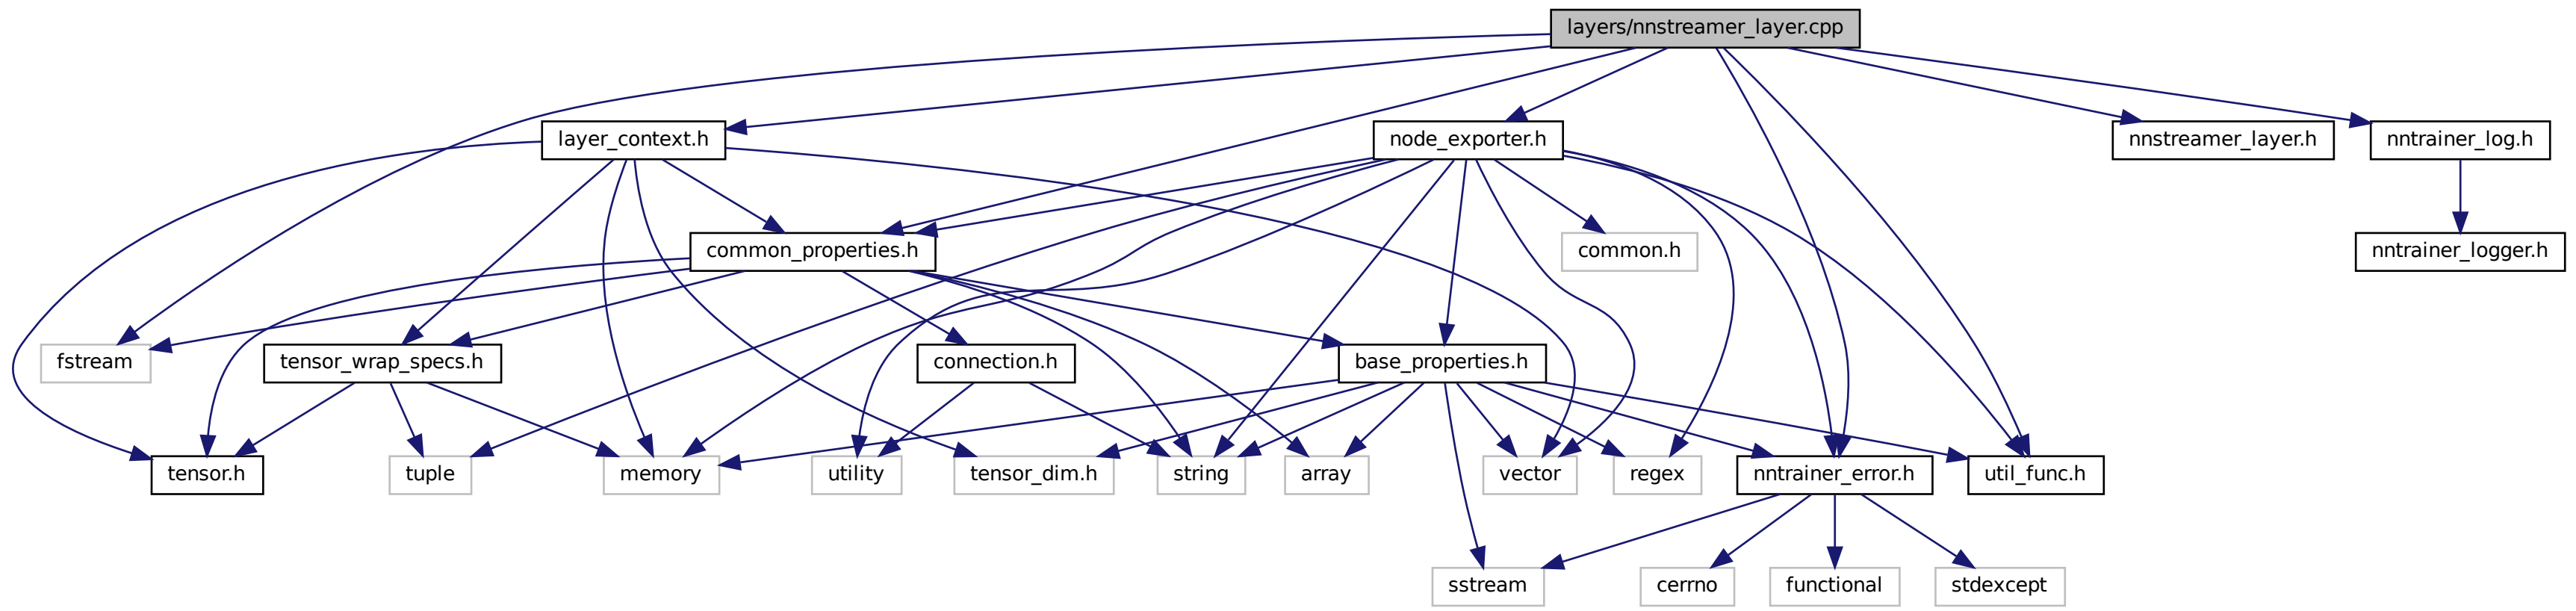 layers/nnstreamer_layer.cpp
layer_context.h
node_exporter.h
nnstreamer_layer.h
nntrainer_log.h
common_properties.h
common.h
nntrainer_logger.h
fstream
tensor_wrap_specs.h
connection.h
base_properties.h
tensor.h
tuple
memory
utility
tensor_dim.h
string
array
vector
regex
nntrainer_error.h
util_func.h
sstream
cerrno
functional
stdexcept